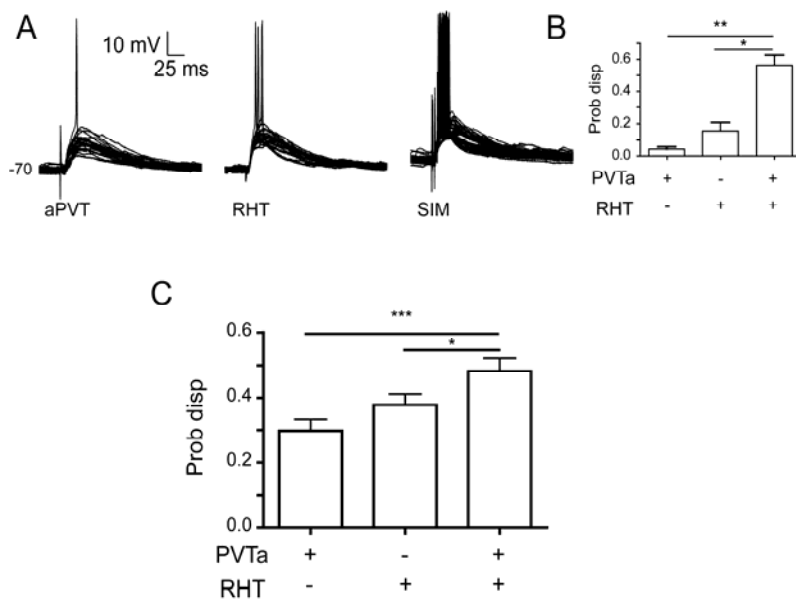 A
10 mV
25 ms
-70
aPVT
RHT
SIM
B
**
*
Prob disp
0.6
0.4
0.2
0.0
PVTa + - +
RHT - + +
C
***
*
Prob disp
0.6
0.4
0.2
0.0
PVTa + - +
RHT - + +